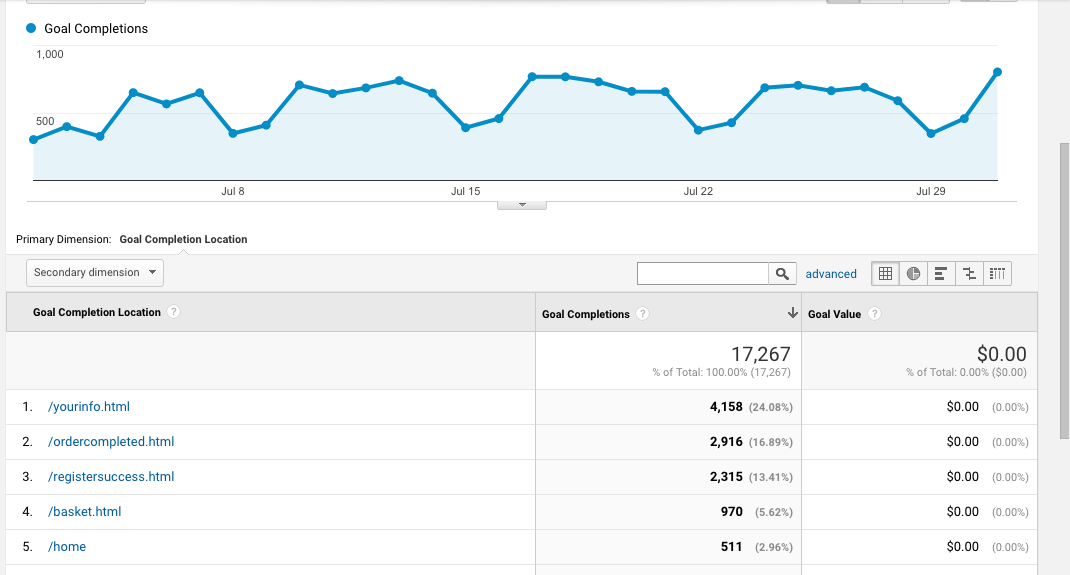 Goal Completions
1,000
500
Jul 8 Jul 15 Jul 22 Jul 29
Primary Dimension: Goal Completion Location
Secondary dimension advanced
Goal Completion Location ? Goal Completions ? Goal Value ?
17,267 $0.00
% of Total: 100.00% (17,267) % of Total: 0.00% ($0.00)
1. /yourinfo.html 4,158 (24.08%) $0.00 (0.00%)
2. /ordercompleted.html 2,916 (16.89%) $0.00 (0.00%)
3. /registersuccess.html 2,315 (13.41%) $0.00 (0.00%)
4. /basket.html 970 (5.62%) $0.00 (0.00%)
5. /home 511 (2.96%) $0.00 (0.00%)